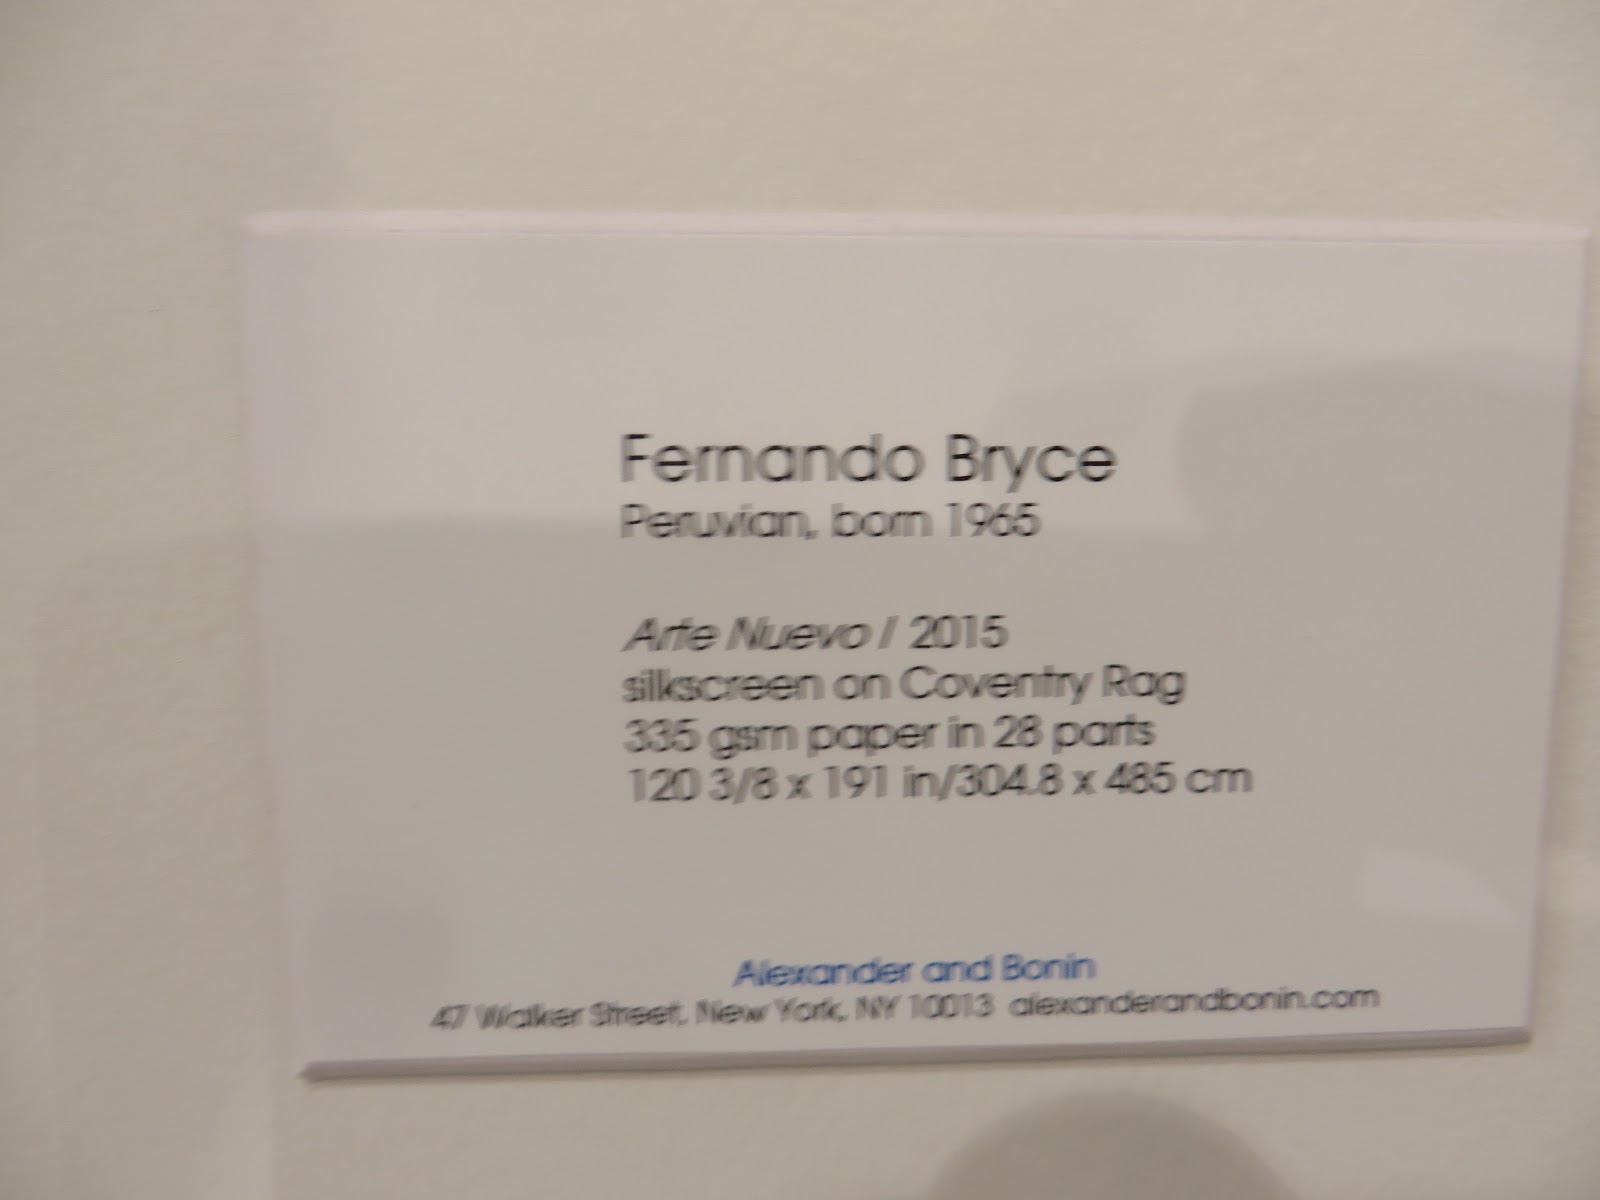 Fernando Bryce
Peruvian, born 1965
Arte Nuevo / 2015
silkscreen on Coventry Rag
335 gsm paper in 28 parts
120 3/8 x 191 in/304.8 x 485 cm
Alexander and Bonin
47 Walker Street, New York, NY 10013 alexanderandbonin.com